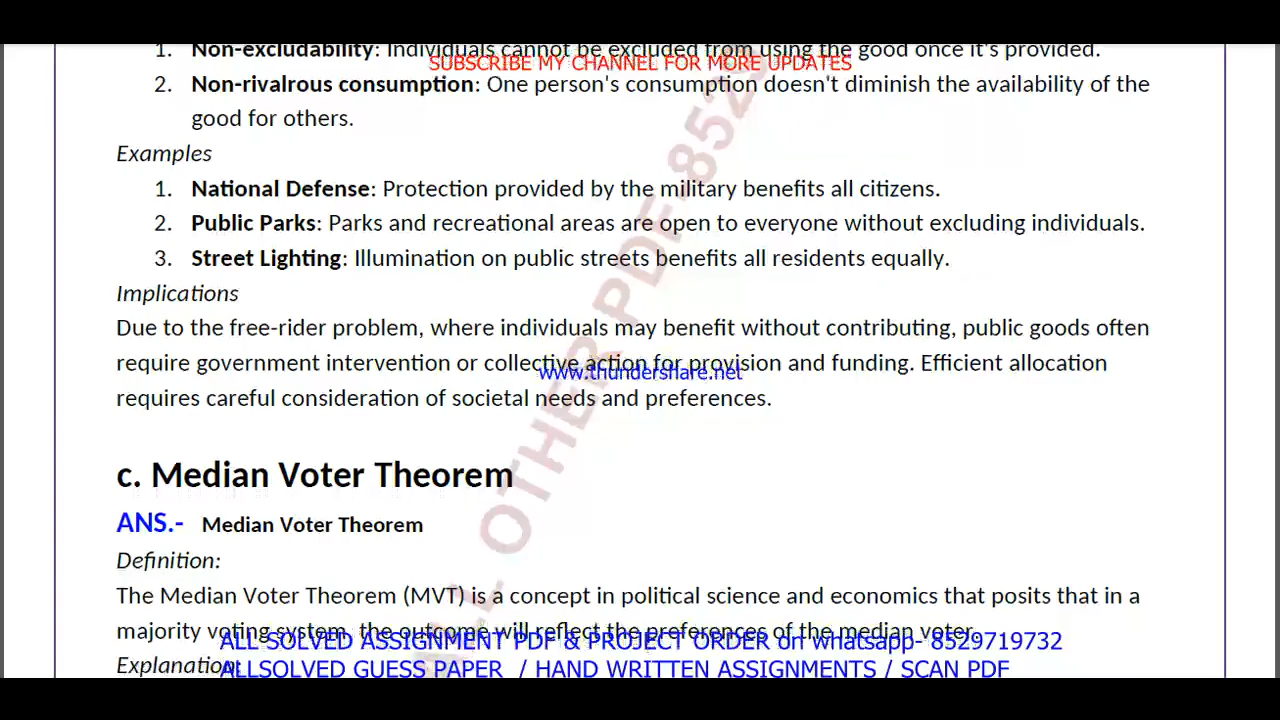 1. Non-excludability: Individuals cannot be excluded from using the good once it's provided.
SUBSCRIBE MY CHANNEL FOR MORE UPDATES
2. Non-rivalrous consumption: One person's consumption doesn't diminish the availability of the
good for others.
Examples
1. National Defense: Protection provided by the military benefits all citizens.
2. Public Parks: Parks and recreational areas are open to everyone without excluding individuals.
3. Street Lighting: Illumination on public streets benefits all residents equally.
Implications
Due to the free-rider problem, where individuals may benefit without contributing, public goods often
require government intervention or collective action for provision and funding. Efficient allocation
www.thundershare.net
requires careful consideration of societal needs and preferences.
c. Median Voter Theorem
ANS.- Median Voter Theorem
Definition:
The Median Voter Theorem (MVT) is a concept in political science and economics that posits that in a
majority voting system, the outcome will reflect the preferences of the median voter.
ALL SOLVED ASSIGNMENT PDF & PROJECT ORDER on whatsapp- 8529719732
Explanation:
ALLSOLVED GUESS PAPER / HAND WRITTEN ASSIGNMENTS / SCAN PDF
ALL OTHER PDF-8529